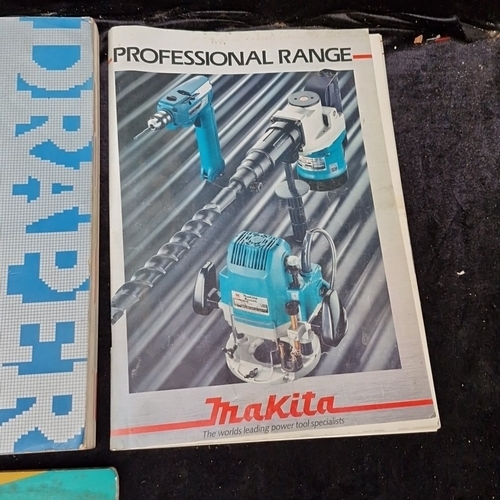 DRAPER
PROFESSIONAL RANGE
makita
The worlds leading power tool specialists